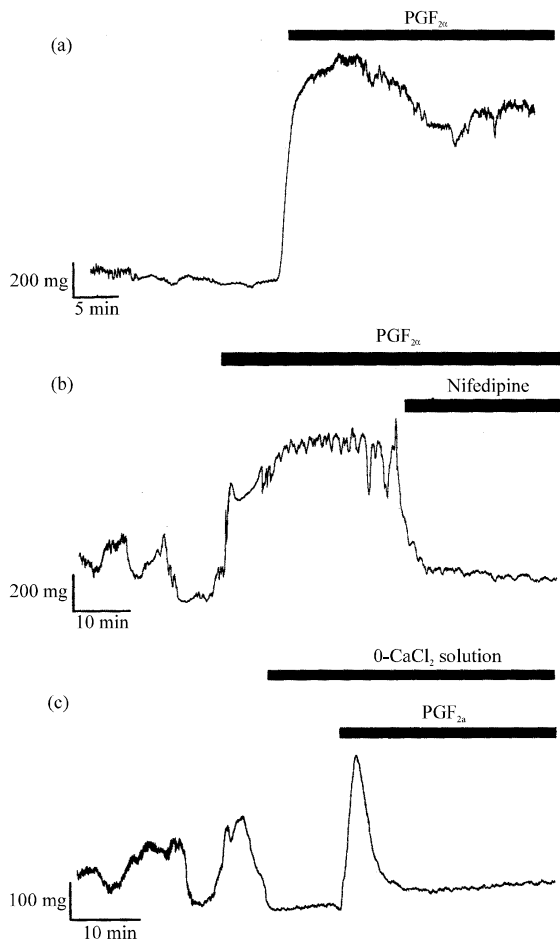 PGF2α
(a)
200 mg
5 min
PGF2α
(b)
Nifedipine
200 mg
10 min
0-CaCl2 solution
(c)
PGF2a
100 mg
10 min